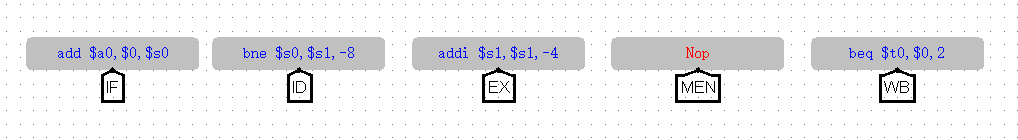 add $a0,$0,$s0 bne $s0,$s1,-8 addi $s1,$s1,-4 Nop beq $t0,$0,2
IF ID EX MEN WB